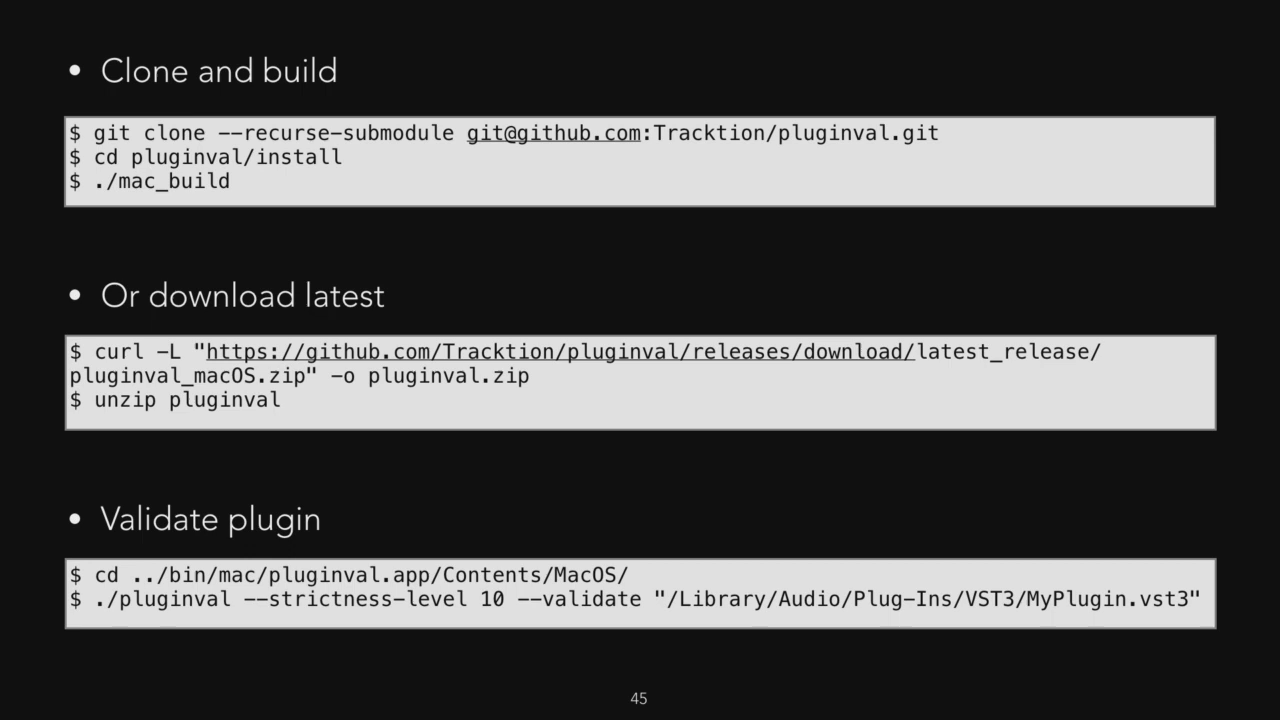 • Clone and build
$ git clone --recurse-submodule git@github.com:Tracktion/pluginval.git
$ cd pluginval/install
$ ./mac_build
• Or download latest
$ curl -L "https://github.com/Tracktion/pluginval/releases/download/latest_release/
pluginval_macOS.zip" -o pluginval.zip
$ unzip pluginval
• Validate plugin
$ cd ../bin/mac/pluginval.app/Contents/MacOS/
$ ./pluginval --strictness-level 10 --validate "/Library/Audio/Plug-Ins/VST3/MyPlugin.vst3"
45